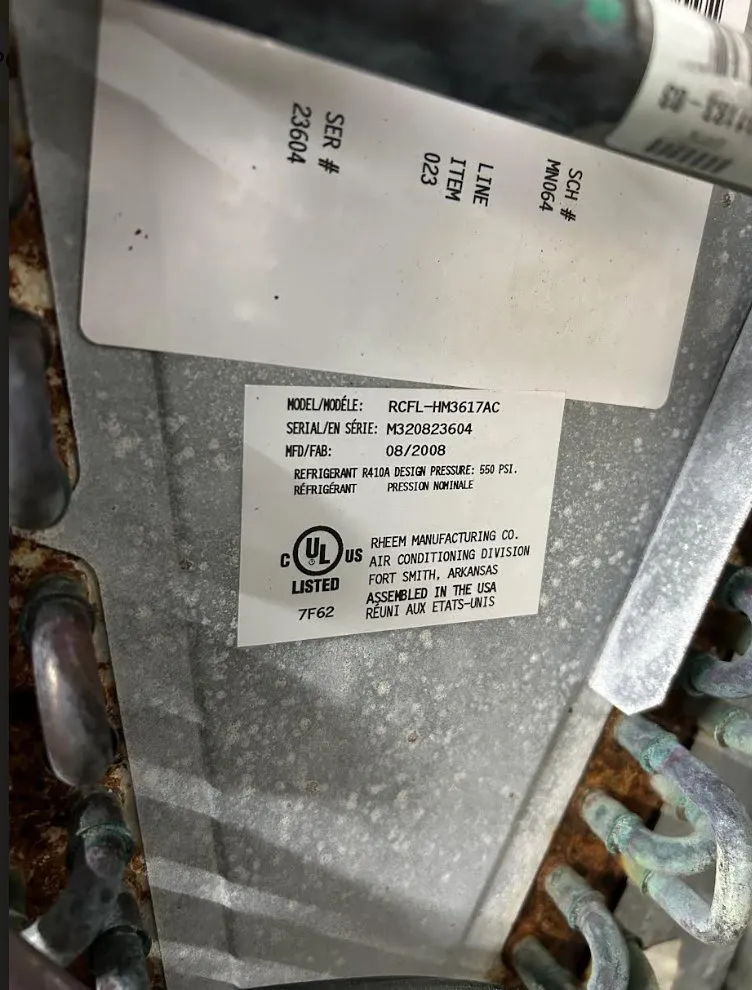 SCH #
MN064
LINE
ITEM
023
SER #
23604
MODEL/MODÉLE: RCFL-HM3617AC
SERIAL/EN SÉRIE: M320823604
MFD/FAB: 08/2008
REFRIGERANT R410A DESIGN PRESSURE: 550 PSI.
RÉFRIGÉRANT PRESSION NOMINALE
C UL US
LISTED
7F62
RHEEM MANUFACTURING CO.
AIR CONDITIONING DIVISION
FORT SMITH, ARKANSAS
ASSEMBLED IN THE USA
RÉUNI AUX ETATS-UNIS